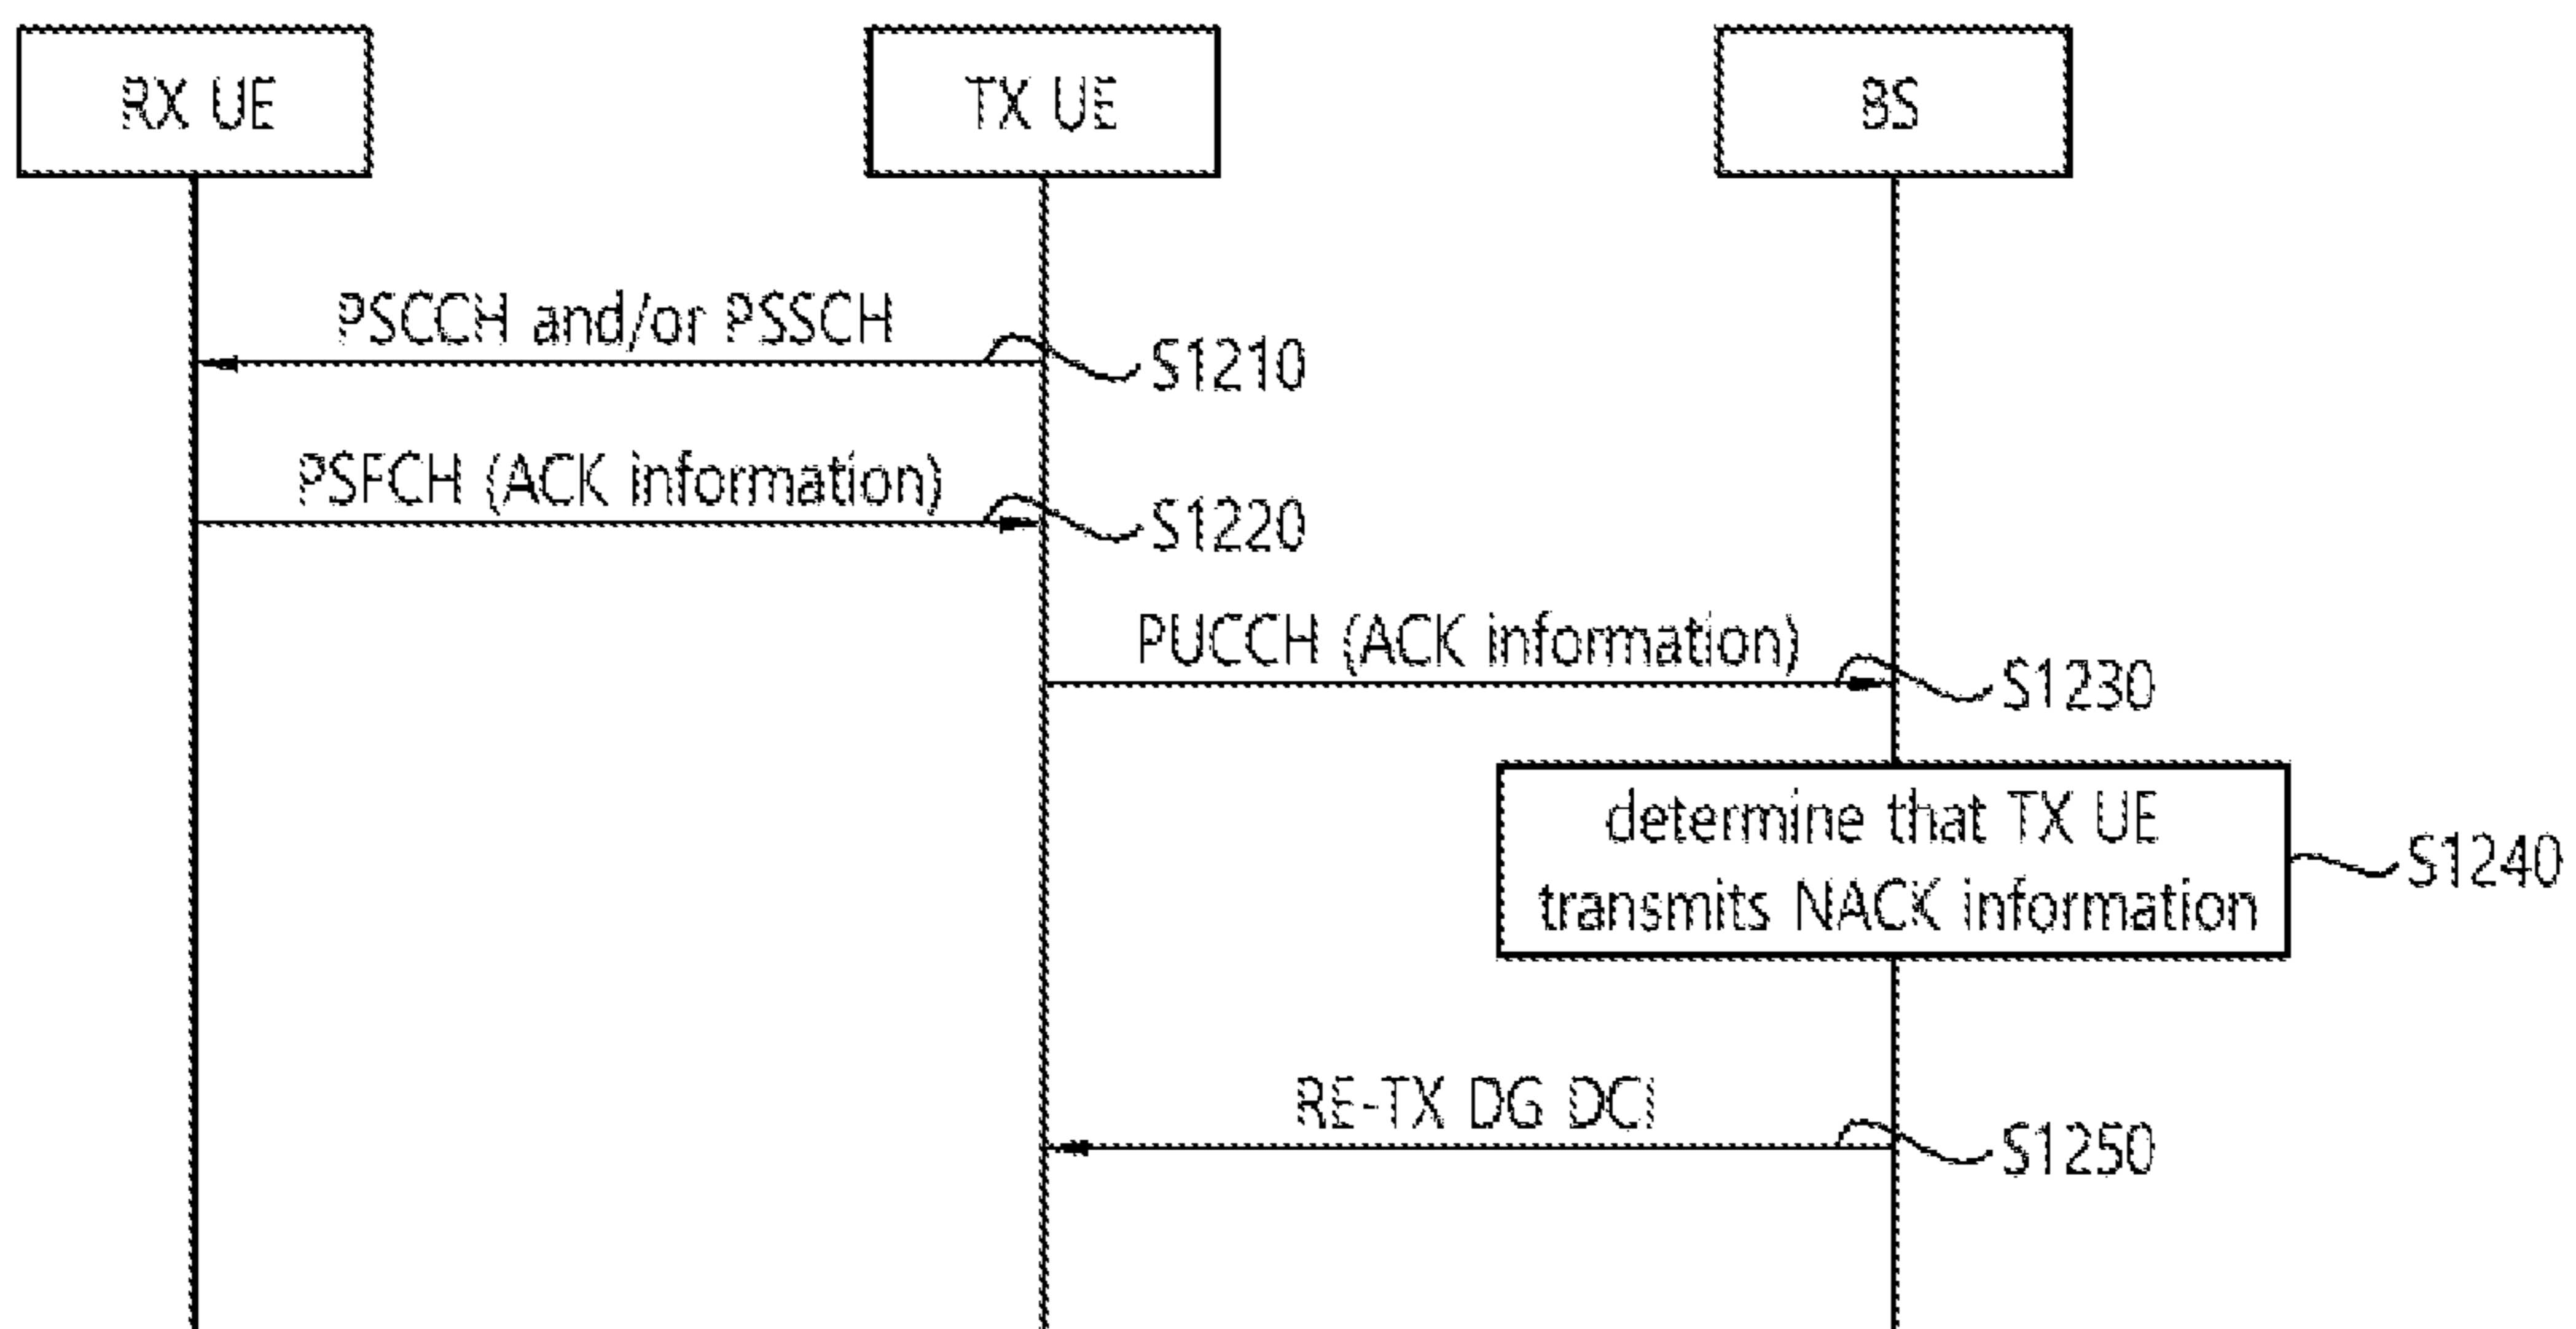 RX UE
TX UE
BS
PSCCH and/or PSSCH
S1210
PSFCH (ACK information)
S1220
PUCCH (ACK information)
S1230
determine that TX UE
transmits NACK information
S1240
RE-TX DG DCI
S1250